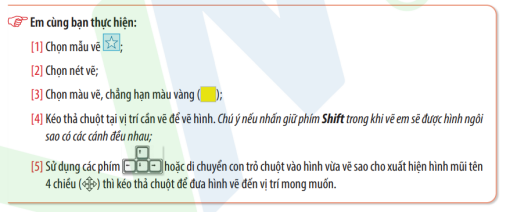 Em cùng bạn thực hiện:
[1] Chọn mẫu vẽ ;
[2] Chọn nét vẽ;
[3] Chọn màu vẽ, chẳng hạn màu vàng ( );
[4] Kéo thả chuột tại vị trí cần vẽ để vẽ hình. Chú ý nếu nhấn giữ phím Shift trong khi vẽ em sẽ được hình ngôi
sao có các cánh đều nhau;
[5] Sử dụng các phím ↑ ← ↓ → hoặc di chuyển con trỏ chuột vào hình vừa vẽ sao cho xuất hiện hình mũi tên
4 chiều ( ) thì kéo thả chuột để đưa hình vẽ đến vị trí mong muốn.